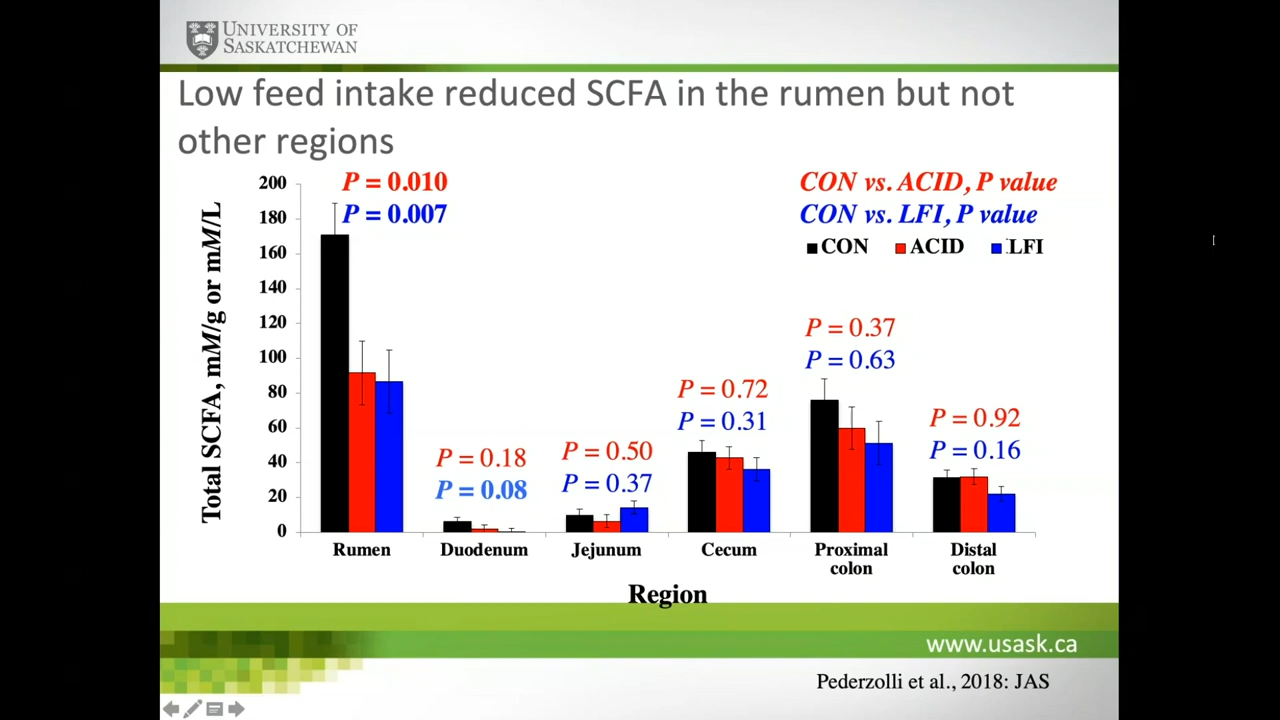 UNIVERSITY OF
SASKATCHEWAN
Low feed intake reduced SCFA in the rumen but not
other regions
P = 0.010
P = 0.007
CON vs. ACID, P value
CON vs. LFI, P value
CON ACID LFI
Total SCFA, mM/g or mM/L
200
180
160
140
120
100
80
60
40
20
0
P = 0.18
P = 0.08
P = 0.50
P = 0.37
P = 0.72
P = 0.31
P = 0.37
P = 0.63
P = 0.92
P = 0.16
Rumen Duodenum Jejunum Cecum Proximal colon Distal colon
Region
www.usask.ca
Pederzolli et al., 2018: JAS